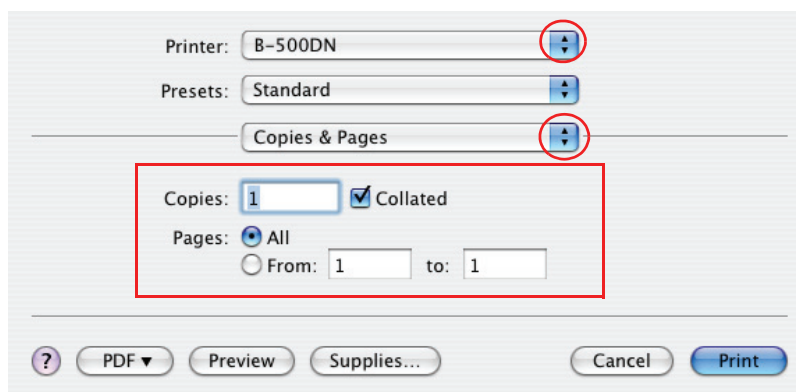 Printer: B-500DN
Presets: Standard
Copies & Pages
Copies: 1 Collated
Pages: All
From: 1 to: 1
? PDF▼ Preview Supplies... Cancel Print